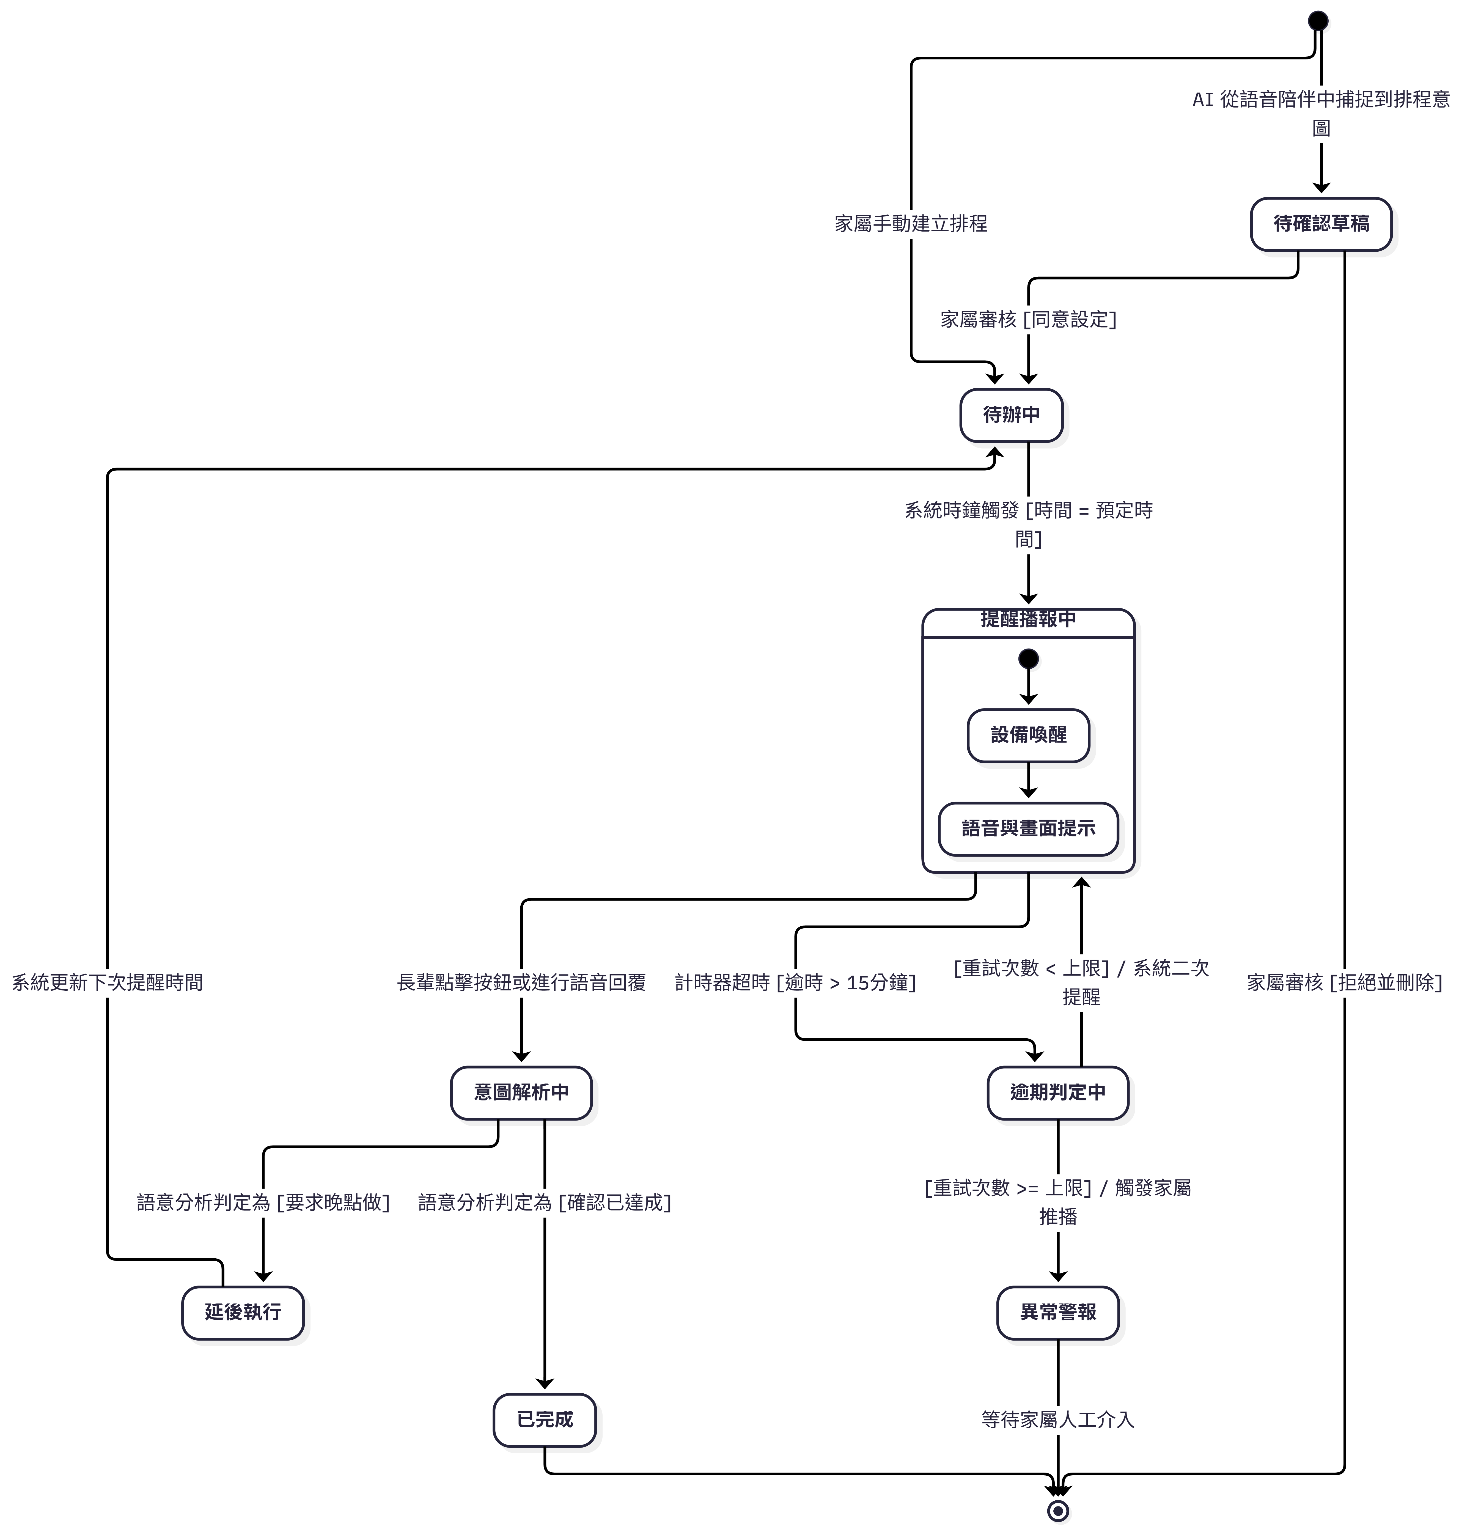 AI 從語音陪伴中捕捉到排程意
圖
家屬手動建立排程
待確認草稿
家屬審核 [同意設定]
待辦中
系統時鐘觸發 [時間 = 預定時
間]
提醒播報中
設備喚醒
語音與畫面提示
系統更新下次提醒時間
長輩點擊按鈕或進行語音回覆
計時器超時 [逾時 > 15分鐘]
[重試次數 < 上限] / 系統二次
提醒
家屬審核 [拒絕並刪除]
意圖解析中
逾期判定中
語意分析判定為 [要求晚點做]
語意分析判定為 [確認已達成]
[重試次數 >= 上限] / 觸發家屬
推播
延後執行
異常警報
已完成
等待家屬人工介入